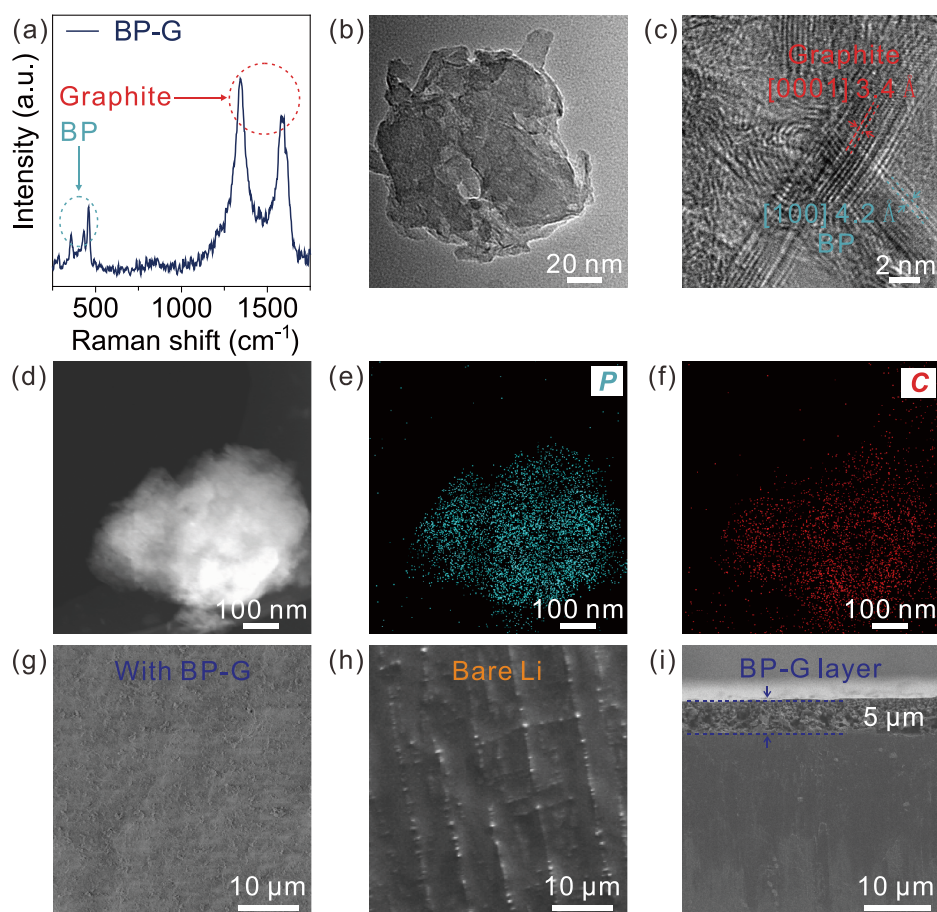 (a)
BP-G
Graphite
BP
Intensity (a.u.)
500 1000 1500
Raman shift (cm⁻¹)
(b)
20 nm
(c)
Graphite
[0001] 3.4 Å
[100] 4.2 Å
BP
2 nm
(d)
100 nm
(e)
P
100 nm
(f)
C
100 nm
(g)
With BP-G
10 μm
(h)
Bare Li
10 μm
(i)
BP-G layer
5 μm
10 μm